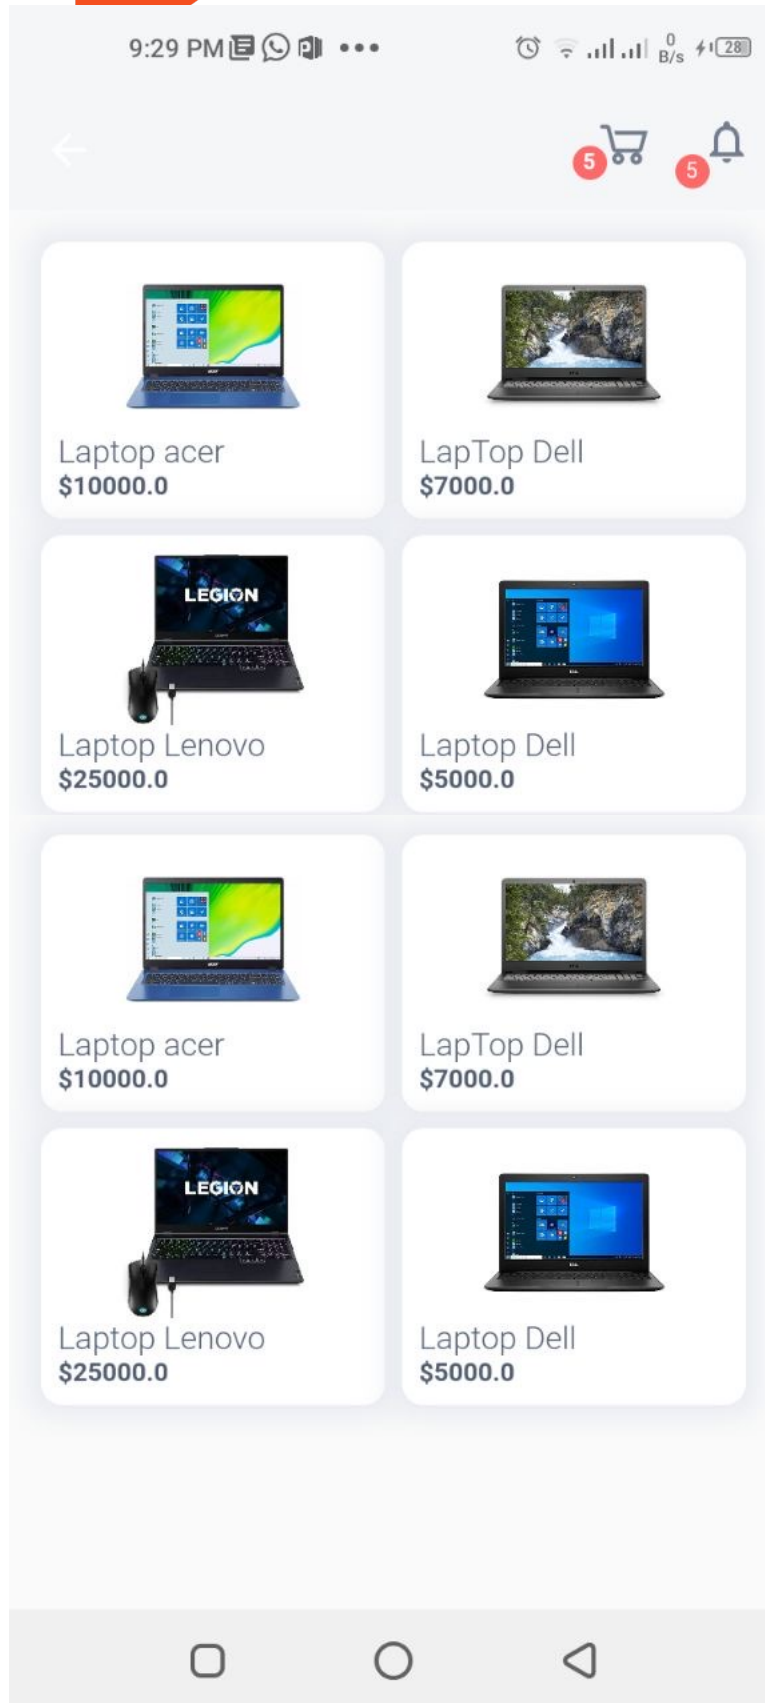 9:29 PM
0
B/s
28
5
5
Laptop acer
$10000.0
LapTop Dell
$7000.0
LEGION
Laptop Lenovo
$25000.0
Laptop Dell
$5000.0
Laptop acer
$10000.0
LapTop Dell
$7000.0
LEGION
Laptop Lenovo
$25000.0
Laptop Dell
$5000.0